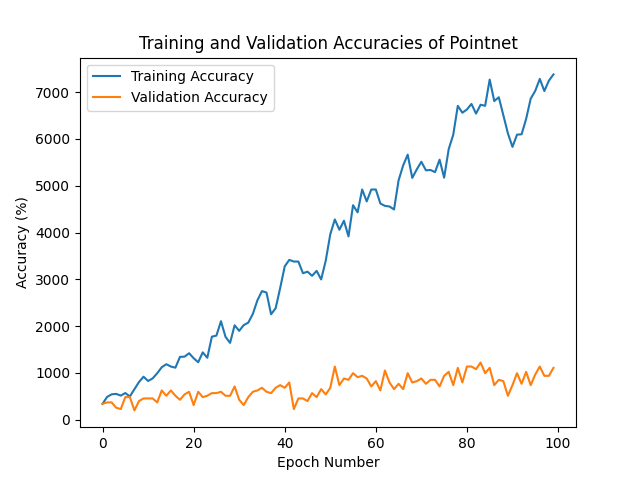 Training and Validation Accuracies of Pointnet
Training Accuracy
Validation Accuracy
Accuracy (%)
7000
6000
5000
4000
3000
2000
1000
0
0 20 40 60 80 100
Epoch Number